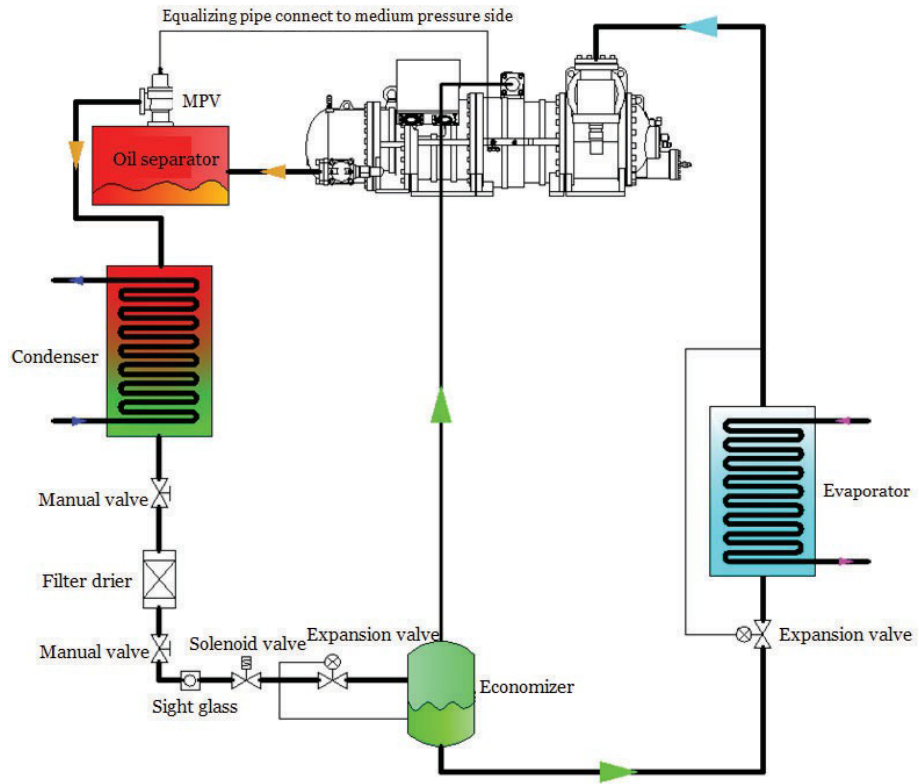 Equalizing pipe connect to medium pressure side
MPV
Oil separator
Condenser
Manual valve
Evaporator
Filter drier
Solenoid valve
Expansion valve
Expansion valve
Manual valve
Economizer
Sight glass